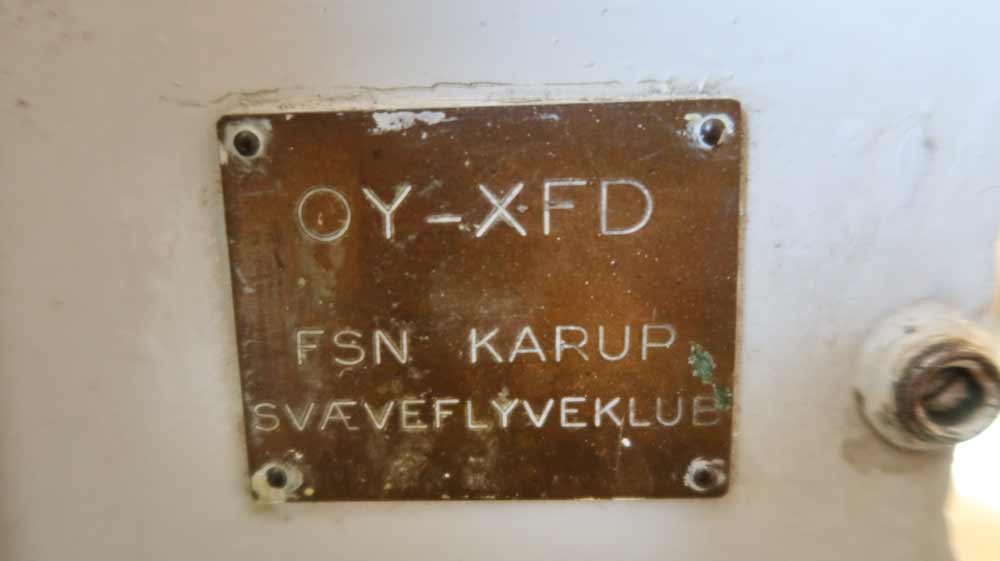 OY-XFD
FSN KARUP
SVÆVEFLYVEKLUB